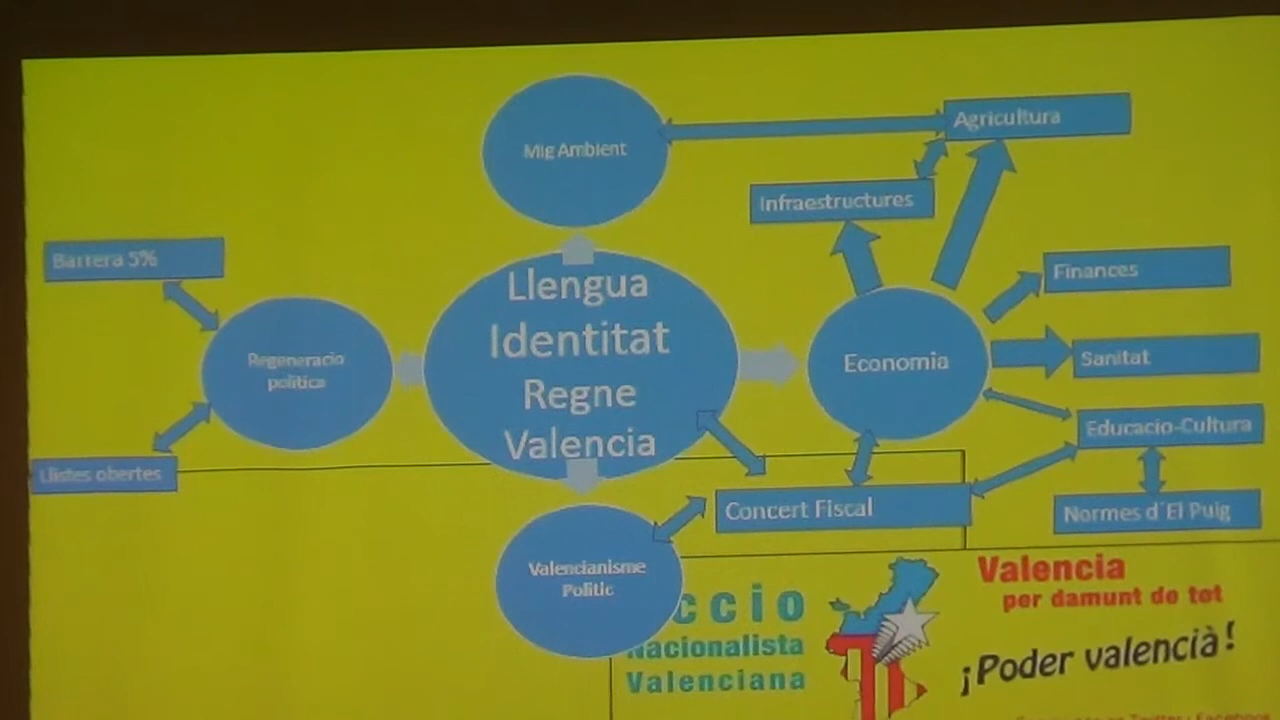 Mig Ambient
Agricultura
Infraestructures
Barrera 5%
Finances
Llengua
Identitat
Regne
Valencia
Regeneracio
politica
Economia
Sanitat
Educacio-Cultura
Llistes obertes
Concert Fiscal
Normes d´El Puig
Valencianisme
Politic
ccio
Nacionalista
Valenciana
Valencia
per damunt de tot
¡Poder valencià!